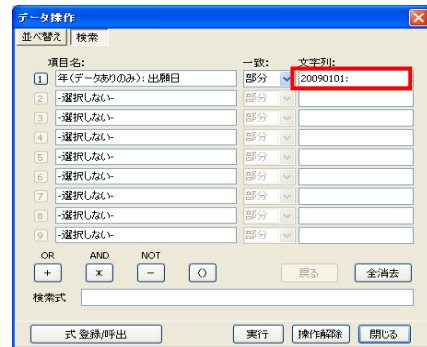 データ操作
並べ替え 検索
項目名: 一致: 文字列:
1 年(データありのみ):出願日 部分 20090101:
2 -選択しない- 部分
3 -選択しない- 部分
4 -選択しない- 部分
5 -選択しない- 部分
6 -選択しない- 部分
7 -選択しない- 部分
8 -選択しない- 部分
9 -選択しない- 部分
OR AND NOT
+ * - () 戻る 全消去
検索式
式 登録/呼出 実行 操作解除 閉じる